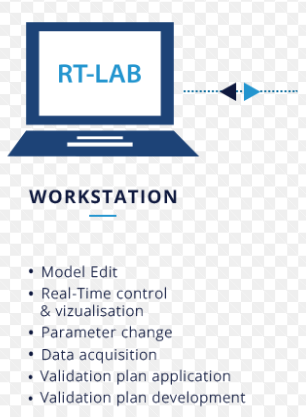 RT-LAB
WORKSTATION
• Model Edit
• Real-Time control
& vizualisation
• Parameter change
• Data acquisition
• Validation plan application
• Validation plan development